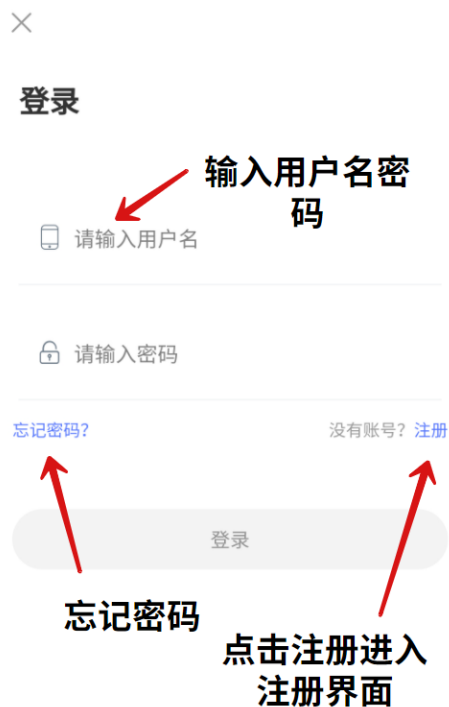 登录
输入用户名密
码
请输入用户名
请输入密码
忘记密码?
没有账号? 注册
登录
忘记密码
点击注册进入
注册界面